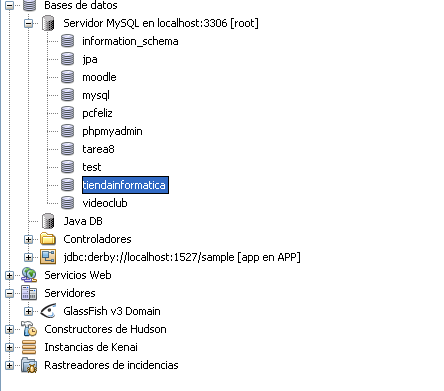 Bases de datos
Servidor MySQL en localhost:3306 [root]
information_schema
jpa
moodle
mysql
pcfeliz
phpmyadmin
tarea8
test
tiendainformatica
videoclub
Java DB
Controladores
jdbc:derby://localhost:1527/sample [app en APP]
Servicios Web
Servidores
GlassFish v3 Domain
Constructores de Hudson
Instancias de Kenai
Rastreadores de incidencias